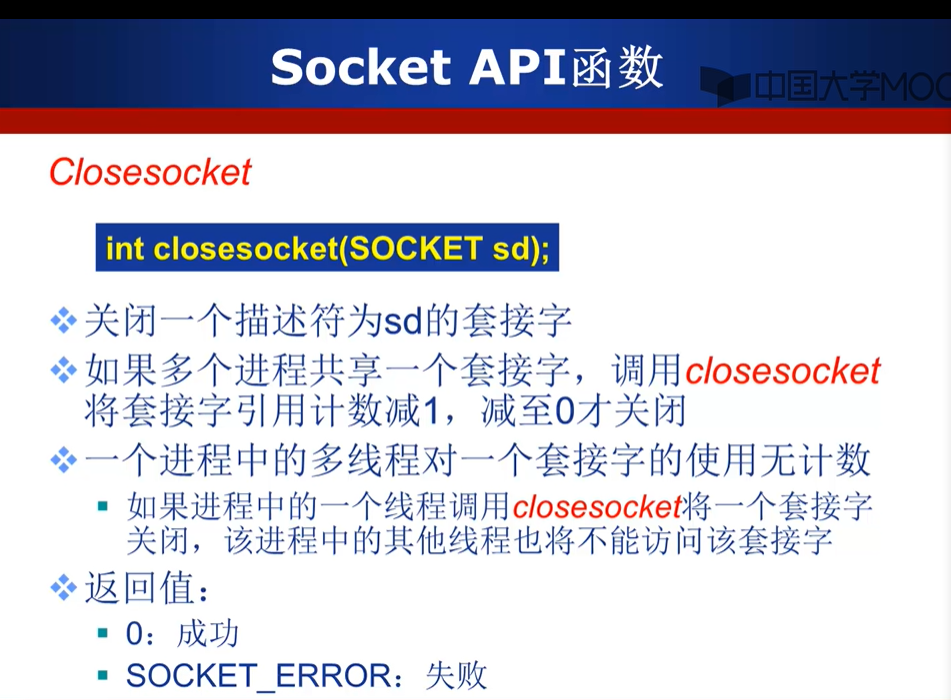 Socket API函数
中国大学MOO
Closesocket
int closesocket(SOCKET sd);
关闭一个描述符为sd的套接字
如果多个进程共享一个套接字，调用closesocket
将套接字引用计数减1，减至0才关闭
一个进程中的多线程对一个套接字的使用无计数
如果进程中的一个线程调用closesocket将一个套接字
关闭，该进程中的其他线程也将不能访问该套接字
返回值：
0：成功
SOCKET_ERROR：失败